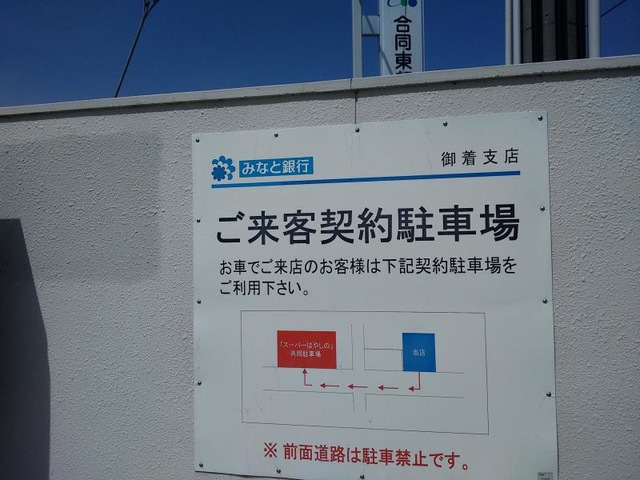 合同東
みなと銀行
御着支店
ご来客契約駐車場
お車でご来店のお客様は下記契約駐車場を
ご利用下さい。
「スーパーはやしの」
共同駐車場
当店
※ 前面道路は駐車禁止です。